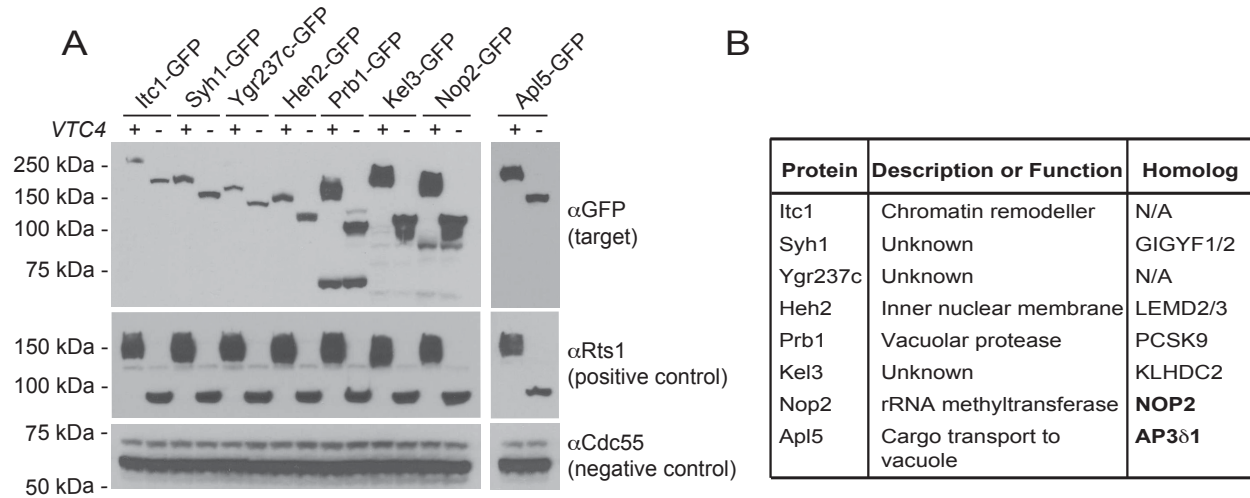 A
B
Itc1-GFP
Syh1-GFP
Ygr237c-GFP
Heh2-GFP
Prb1-GFP
Kel3-GFP
Nop2-GFP
Apl5-GFP
VTC4 + - + - + - + - + - + - + - + -
250 kDa -
150 kDa -
100 kDa -
75 kDa -
αGFP
(target)
150 kDa -
100 kDa -
αRts1
(positive control)
75 kDa -
50 kDa -
αCdc55
(negative control)
Protein Description or Function Homolog
Itc1 Chromatin remodeller N/A
Syh1 Unknown GIGYF1/2
Ygr237c Unknown N/A
Heh2 Inner nuclear membrane LEMD2/3
Prb1 Vacuolar protease PCSK9
Kel3 Unknown KLHDC2
Nop2 rRNA methyltransferase NOP2
Apl5 Cargo transport to AP3δ1
vacuole